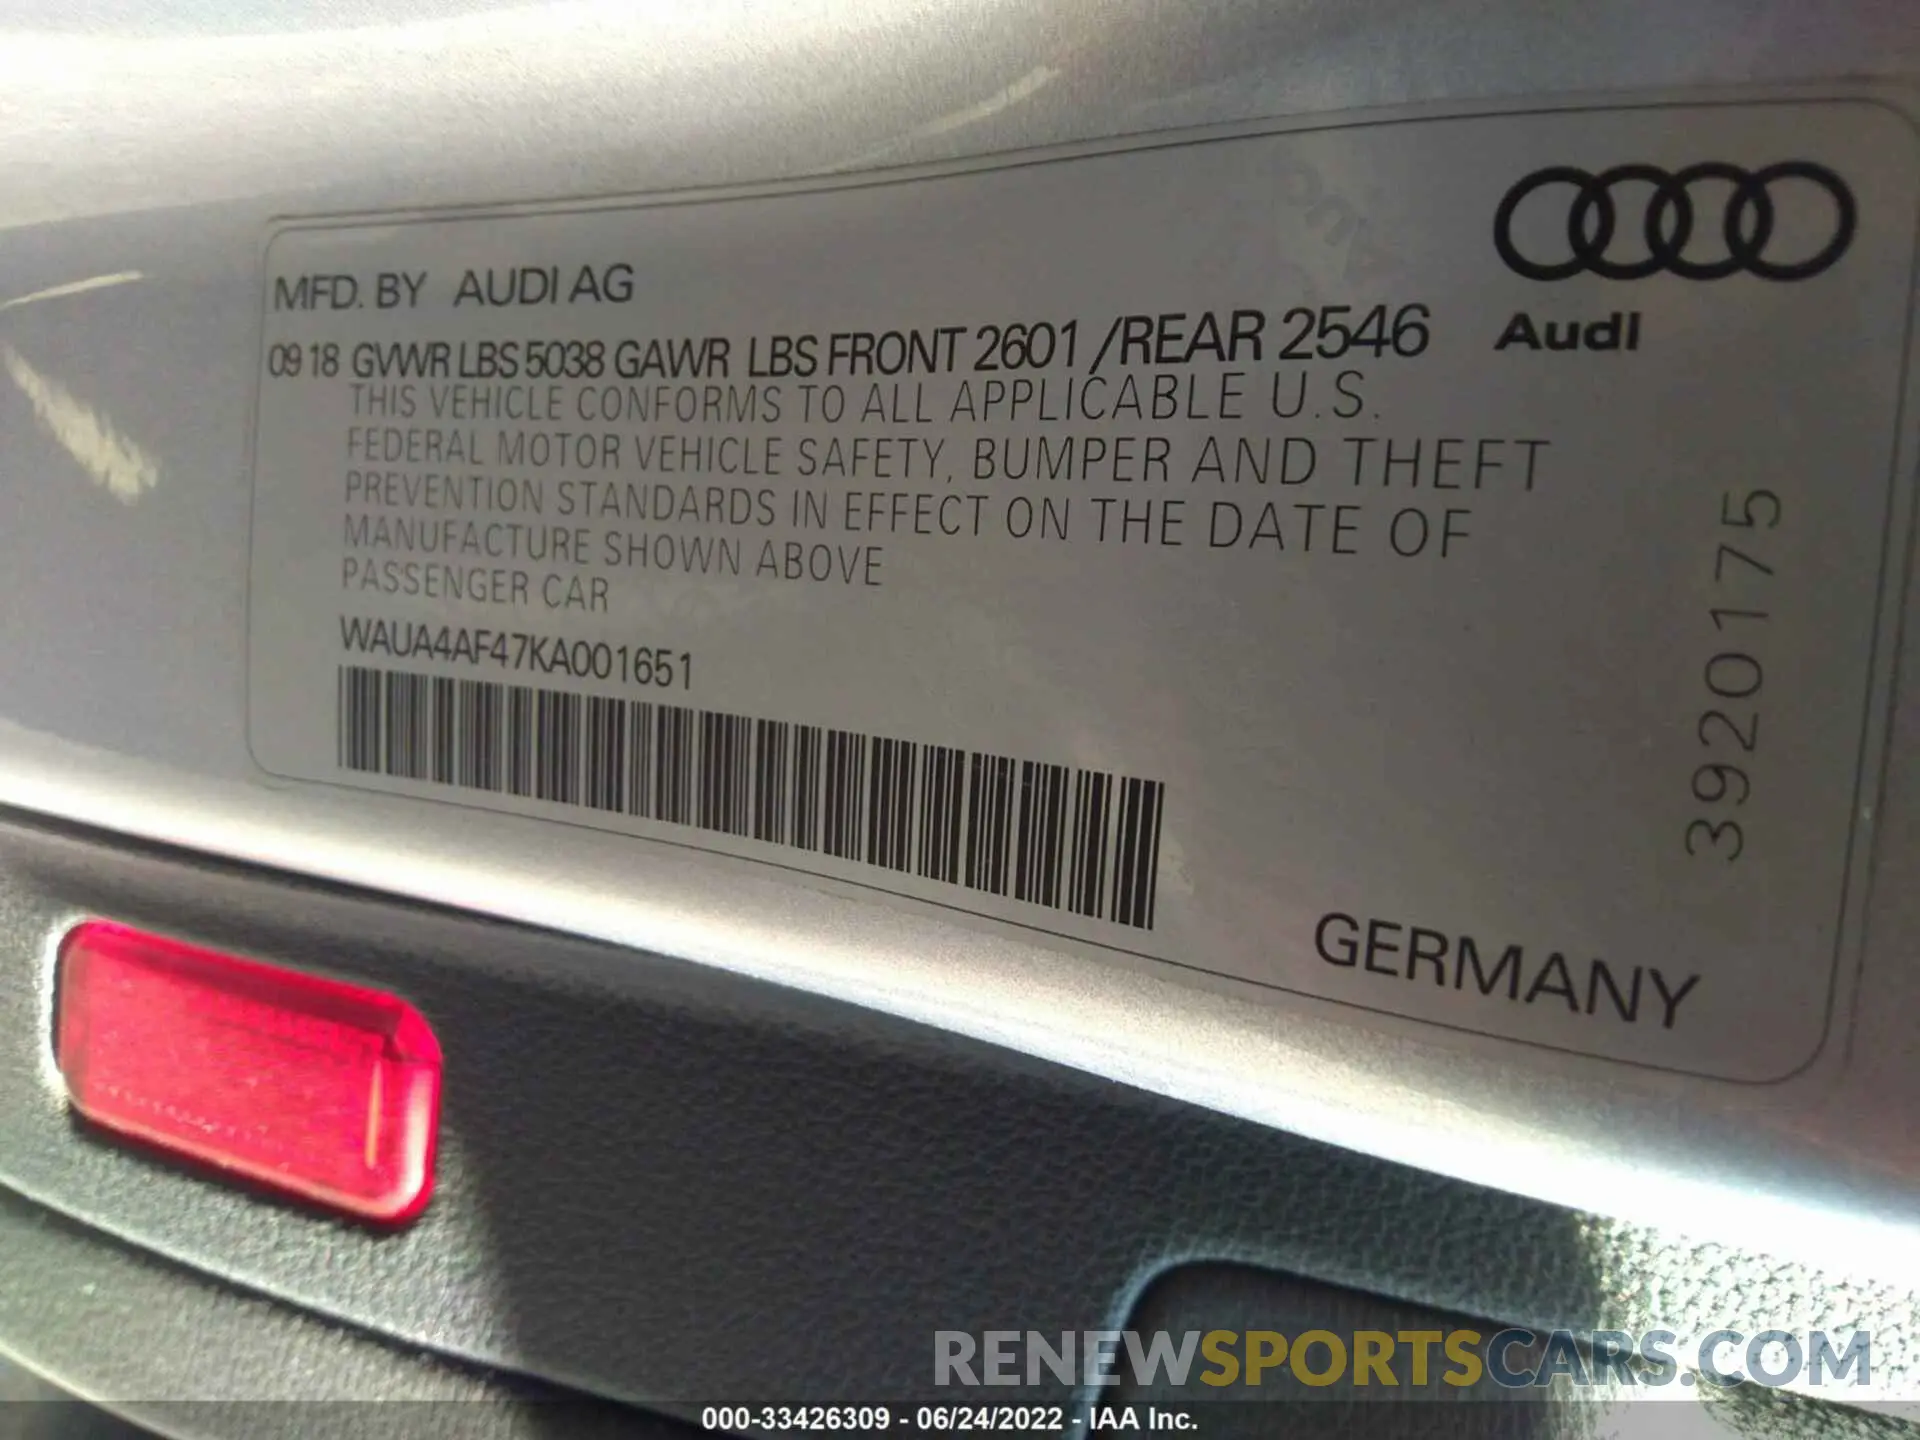 MFD. BY AUDI AG
09 18 GVWR LBS 5038 GAWR LBS FRONT 2601 /REAR 2546
Audi
THIS VEHICLE CONFORMS TO ALL APPLICABLE U.S.
FEDERAL MOTOR VEHICLE SAFETY, BUMPER AND THEFT
PREVENTION STANDARDS IN EFFECT ON THE DATE OF
MANUFACTURE SHOWN ABOVE
PASSENGER CAR
WAUA4AF47KA001651
3920175
GERMANY
RENEWSPORTSCARS.COM
000-33426309 - 06/24/2022 - IAA Inc.